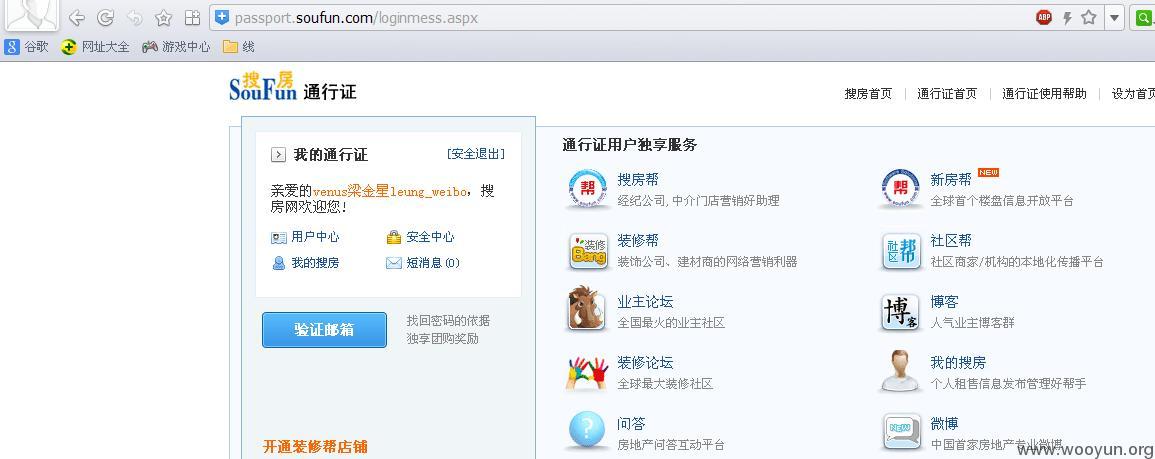 passport.soufun.com/loginmess.aspx
ABP
谷歌 网址大全 游戏中心 线
搜房 SouFun 通行证
搜房首页 | 通行证首页 | 通行证使用帮助 | 设为首页
我的通行证 [安全退出]
亲爱的venus梁金星leung_weibo，搜
房网欢迎您！
用户中心 安全中心
我的搜房 短消息(0)
验证邮箱
找回密码的依据
独享团购奖励
开通装修帮店铺
通行证用户独享服务
帮
搜房帮
经纪公司,中介门店营销好助理
帮
新房帮 NEW
全球首个楼盘信息开放平台
装修 Bang
装修帮
装饰公司、建材商的网络营销利器
社区帮
社区帮
社区商家/机构的本地化传播平台
业主论坛
全国最火的业主社区
博客
博客
人气业主博客群
装修论坛
全球最大装修社区
我的搜房
个人租售信息发布管理好帮手
?
问答
房地产问答互动平台
NEW
微博
中国首家房地产专业微博
www.wooyun.org